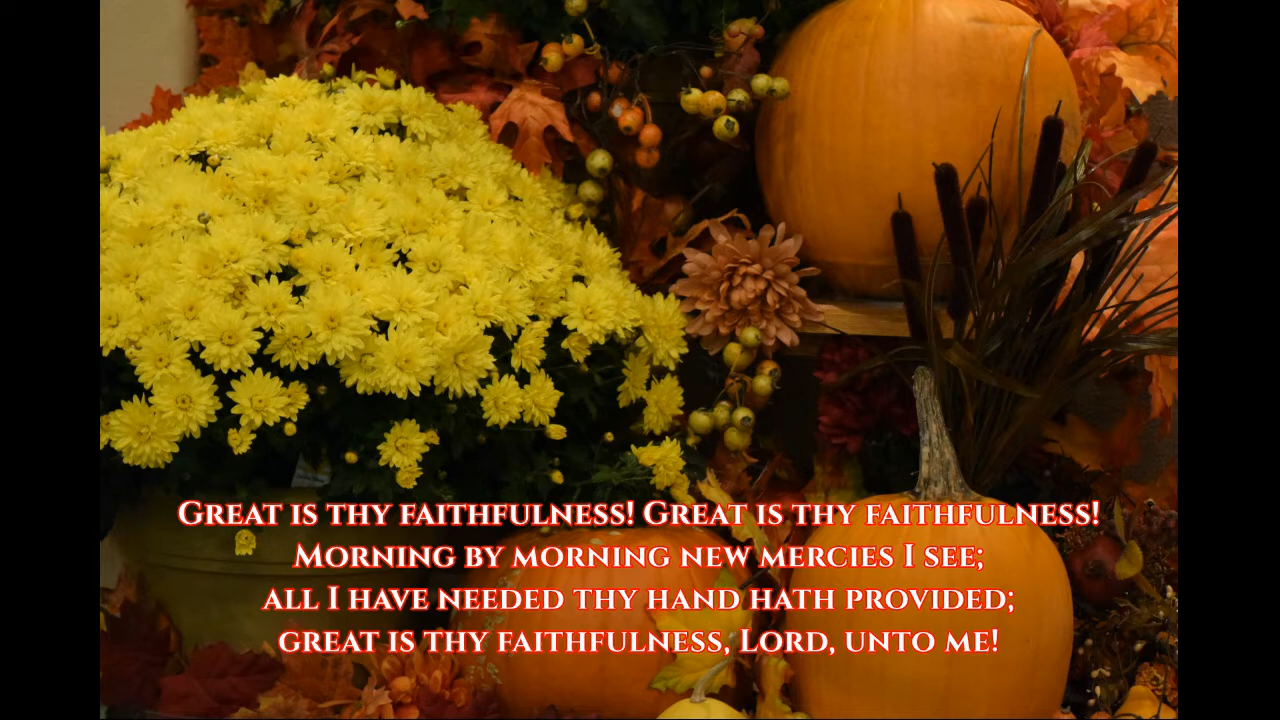 Great is thy faithfulness! Great is thy faithfulness!
Morning by morning new mercies I see;
all I have needed thy hand hath provided;
great is thy faithfulness, Lord, unto me!